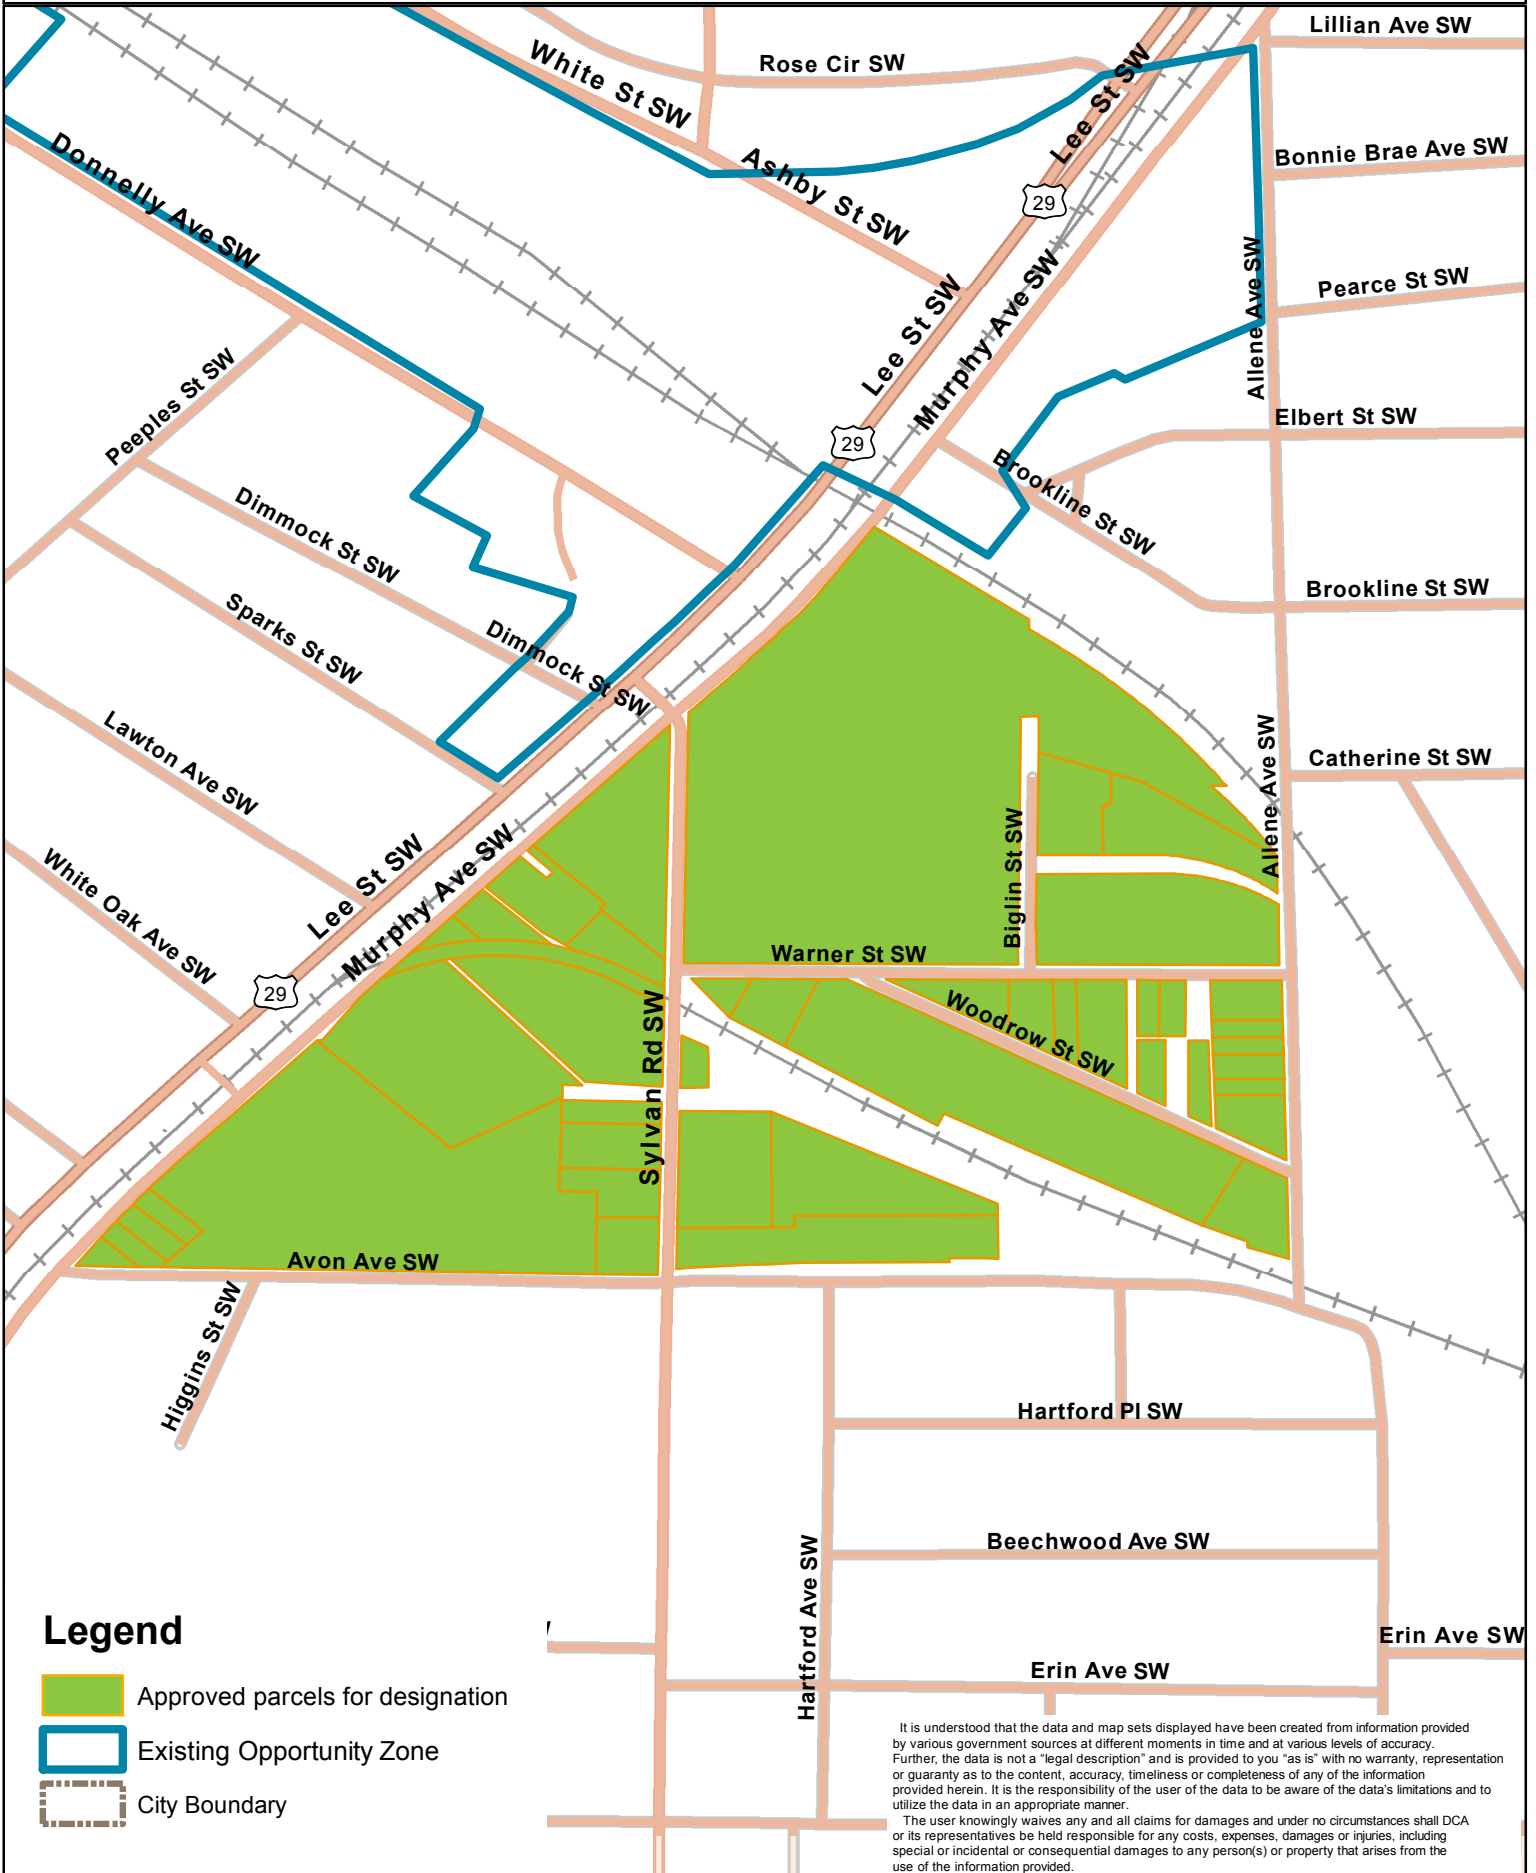 Lillian Ave SW
White St SW
Rose Cir SW
Lee St SW
Bonnie Brae Ave SW
Donnelly Ave SW
Ashby St SW
29
Allene Ave SW
Pearce St SW
Lee St SW
Murphy Ave SW
Peeples St SW
Elbert St SW
29
Brookline St SW
Dimmock St SW
Brookline St SW
Sparks St SW
Dimmock St SW
Lawton Ave SW
Allene Ave SW
Catherine St SW
Biglin St SW
White Oak Ave SW
Lee St SW
Murphy Ave SW
Warner St SW
29
Woodrow St SW
Sylvan Rd SW
Avon Ave SW
Higgins St SW
Hartford Pl SW
Beechwood Ave SW
Hartford Ave SW
Erin Ave SW
Erin Ave SW
Legend
Approved parcels for designation
Existing Opportunity Zone
City Boundary
It is understood that the data and map sets displayed have been created from information provided
by various government sources at different moments in time and at various levels of accuracy.
Further, the data is not a “legal description” and is provided to you “as is” with no warranty, representation
or guaranty as to the content, accuracy, timeliness or completeness of any of the information
provided herein. It is the responsibility of the user of the data to be aware of the data’s limitations and to
utilize the data in an appropriate manner.
The user knowingly waives any and all claims for damages and under no circumstances shall DCA
or its representatives be held responsible for any costs, expenses, damages or injuries, including
special or incidental or consequential damages to any person(s) or property that arises from the
use of the information provided.